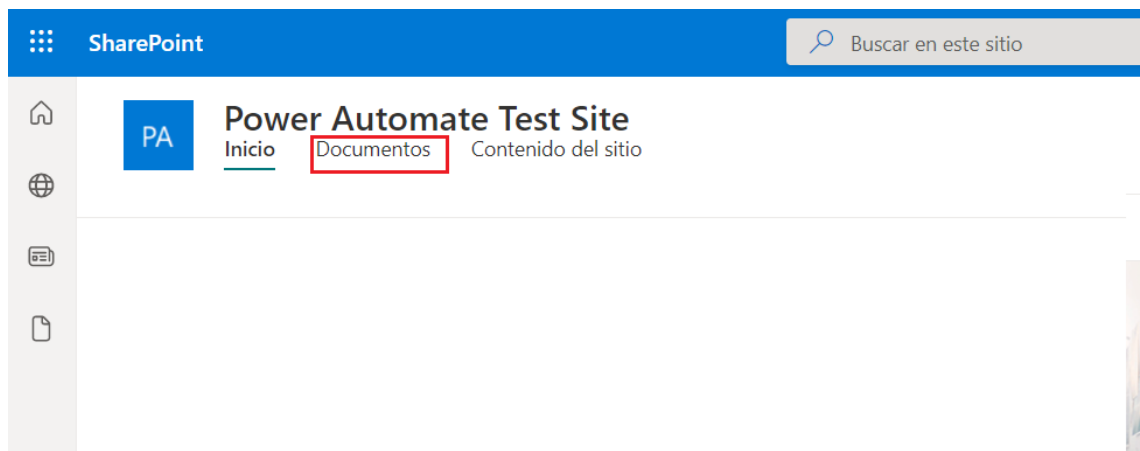 SharePoint
Buscar en este sitio
PA
Power Automate Test Site
Inicio Documentos Contenido del sitio